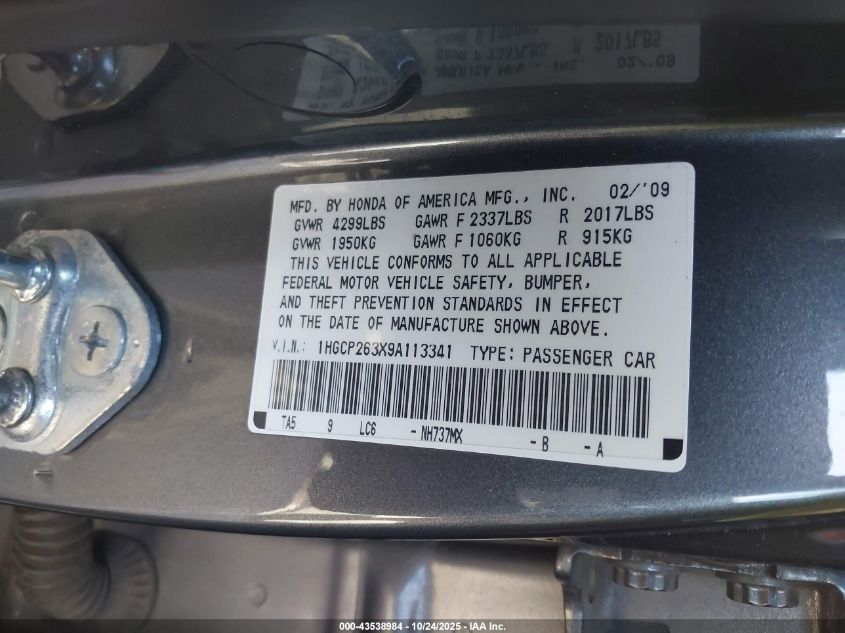 MFD. BY HONDA OF AMERICA MFG., INC. 02/'09
GVWR 4299LBS GAWR F 2337LBS R 2017LBS
GVWR 1950KG GAWR F 1060KG R 915KG
THIS VEHICLE CONFORMS TO ALL APPLICABLE
FEDERAL MOTOR VEHICLE SAFETY, BUMPER,
AND THEFT PREVENTION STANDARDS IN EFFECT
ON THE DATE OF MANUFACTURE SHOWN ABOVE.
V.I.N.: 1HGCP263X9A113341 TYPE: PASSENGER CAR
TA5 9 LC6 -NH737MX -B -A
000-43538984 | 10/24/2025 | IAA Inc.